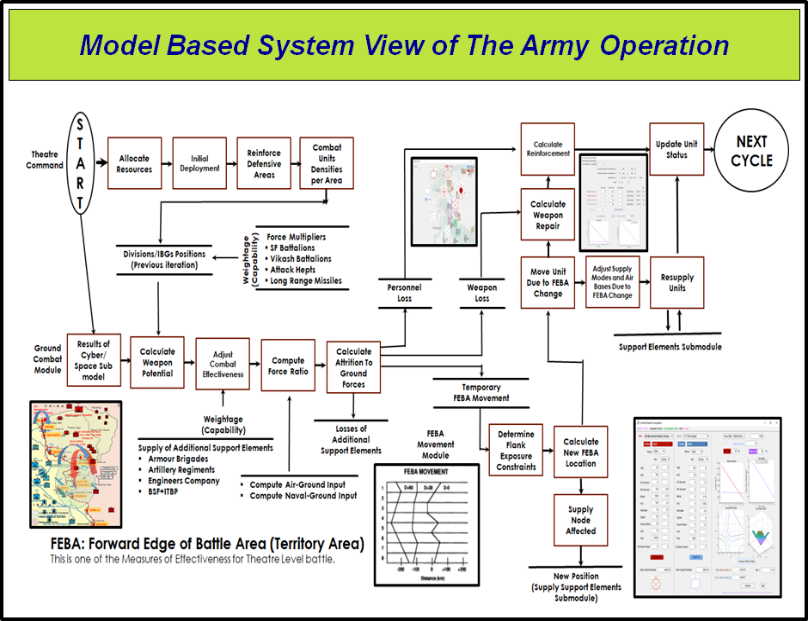 Model Based System View of The Army Operation
START
Theatre
Command
Allocate
Resources
Initial
Deployment
Reinforce
Defensive
Areas
Combat
Units
Densities
per Area
Calculate
Reinforcement
Update Unit
Status
NEXT
CYCLE
Calculate
Weapon
Repair
Divisions/IBGs Positions
(Previous iteration)
Weightage
(Capability)
Force Multipliers
• SF Battalions
• Vikash Battalions
• Attack Hepts
• Long Range Missiles
Personnel
Loss
Weapon
Loss
Move Unit
Due to FEBA
Change
Adjust Supply
Modes and Air
Bases Due to
FEBA Change
Resupply
Units
Support Elements Submodule
Ground
Combat
Module
Results of
Cyber/
Space Sub
model
Calculate
Weapon
Potential
Adjust
Combat
Effectiveness
Compute
Force Ratio
Calculate
Attrition To
Ground
Forces
Temporary
FEBA Movement
Weightage
(Capability)
Supply of Additional Support Elements
• Armour Brigades
• Artillery Regiments
• Engineers Company
• BSF+ITBP
Losses of
Additional
Support Elements
• Compute Air-Ground Input
• Compute Naval-Ground Input
FEBA
Movement
Module
Determine
Flank
Exposure
Constraints
Calculate
New FEBA
Location
Supply
Node
Affected
New Position
(Supply Support Elements
Submodule)
FEBA MOVEMENT
Distance (km)
FEBA: Forward Edge of Battle Area (Territory Area)
This is one of the Measures of Effectiveness for Theatre Level battle.